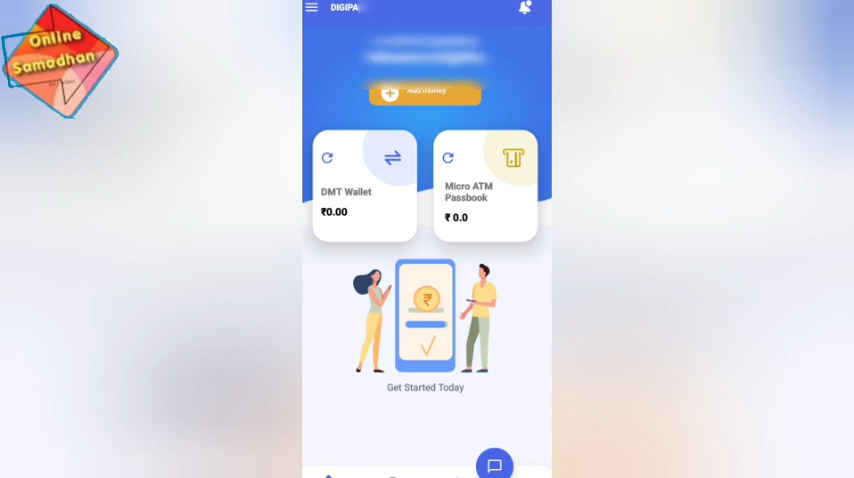 Online
Samadhan
DIGIPA
Add money
DMT Wallet
₹0.00
Micro ATM
Passbook
₹ 0.0
Get Started Today